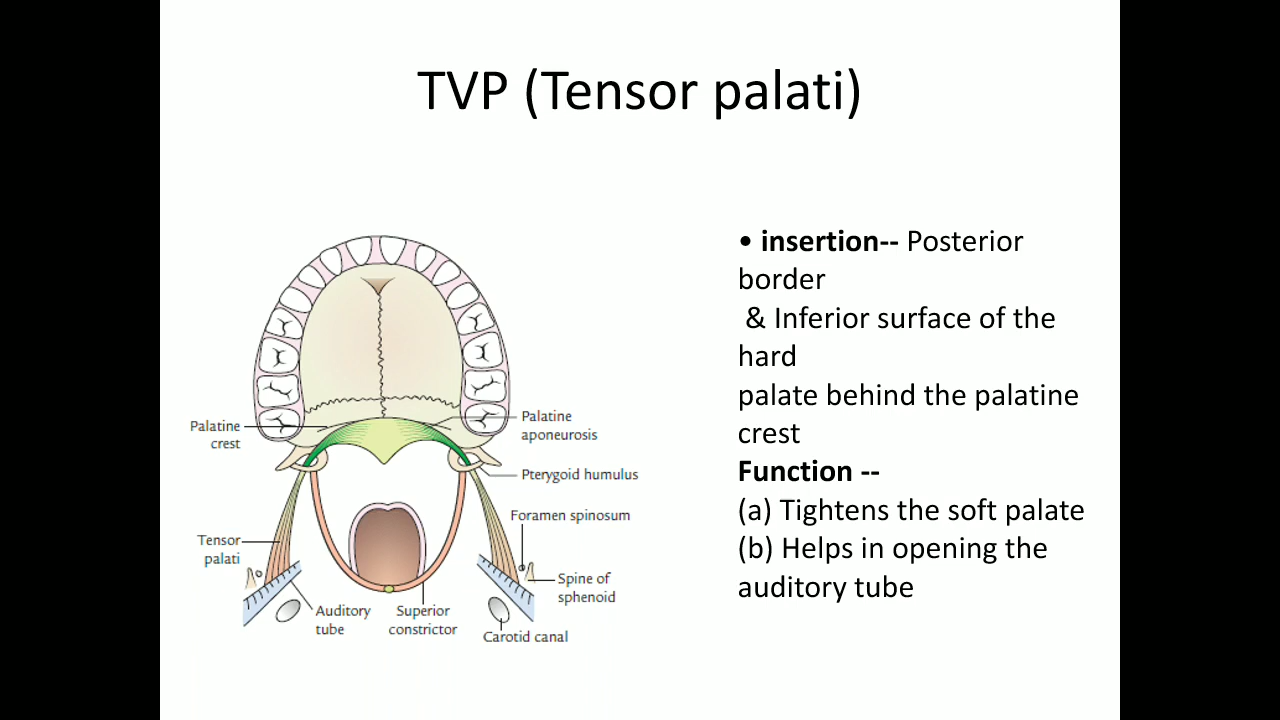 TVP (Tensor palati)
• insertion-- Posterior
border
& Inferior surface of the
hard
palate behind the palatine
crest
Function --
(a) Tightens the soft palate
(b) Helps in opening the
auditory tube
Palatine
crest
Palatine
aponeurosis
Pterygoid humulus
Foramen spinosum
Tensor
palati
Spine of
sphenoid
Auditory
tube
Superior
constrictor
Carotid canal